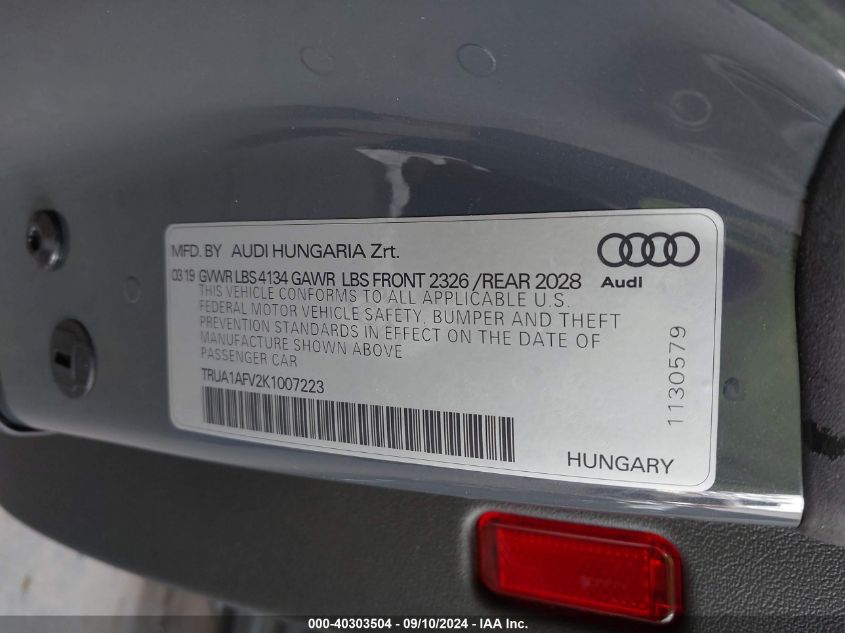 MFD. BY AUDI HUNGARIA Zrt.
0319 GVWR LBS 4134 GAWR LBS FRONT 2326 /REAR 2028
THIS VEHICLE CONFORMS TO ALL APPLICABLE U.S.
FEDERAL MOTOR VEHICLE SAFETY, BUMPER AND THEFT
PREVENTION STANDARDS IN EFFECT ON THE DATE OF
MANUFACTURE SHOWN ABOVE
PASSENGER CAR
TRUA1AFV2K1007223
Audi
1130579
HUNGARY
000-40303504 - 09/10/2024 - IAA Inc.